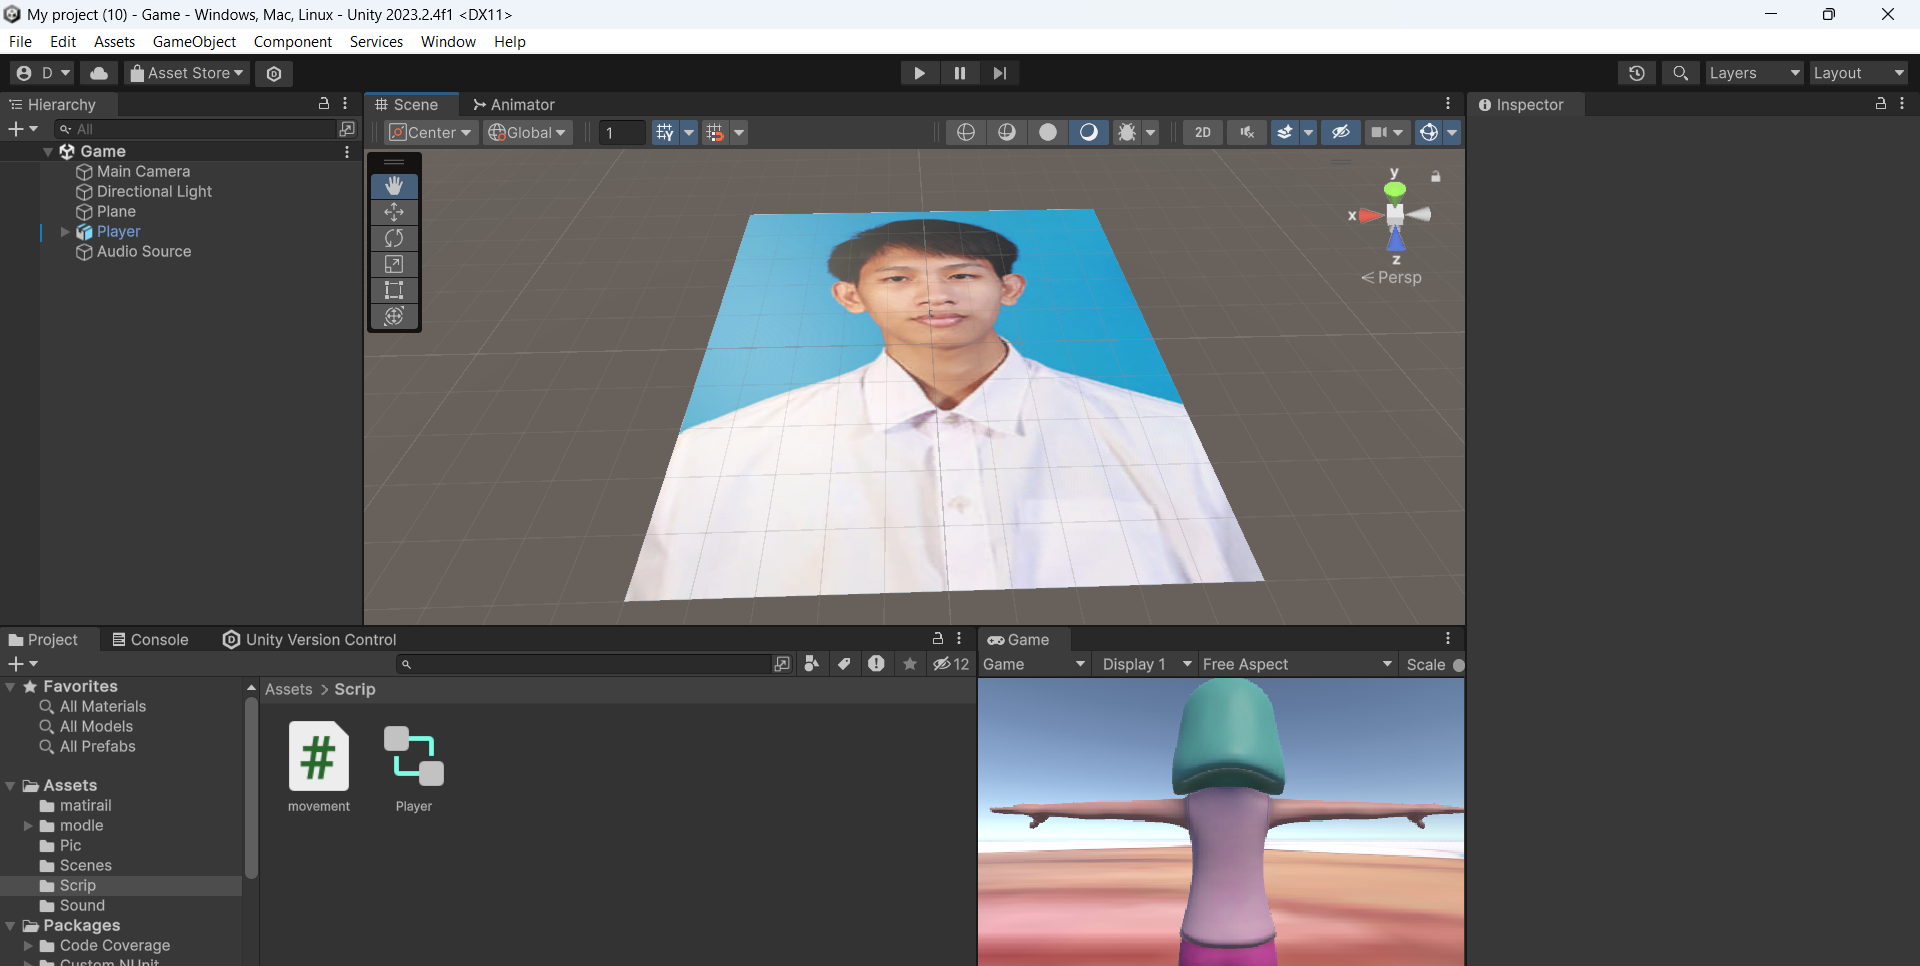 My project (10) - Game - Windows, Mac, Linux - Unity 2023.2.4f1 <DX11>
File Edit Assets GameObject Component Services Window Help
D Asset Store Layers Layout
Hierarchy
All
Game
Main Camera
Directional Light
Plane
Player
Audio Source
Scene Animator
Center Global 1 2D
y
x
z
Persp
Inspector
Project Console Unity Version Control
12
Favorites
All Materials
All Models
All Prefabs
Assets
matirail
modle
Pic
Scenes
Scrip
Sound
Packages
Code Coverage
Custom NUnit
Assets > Scrip
#
movement Player
Game
Game Display 1 Free Aspect Scale